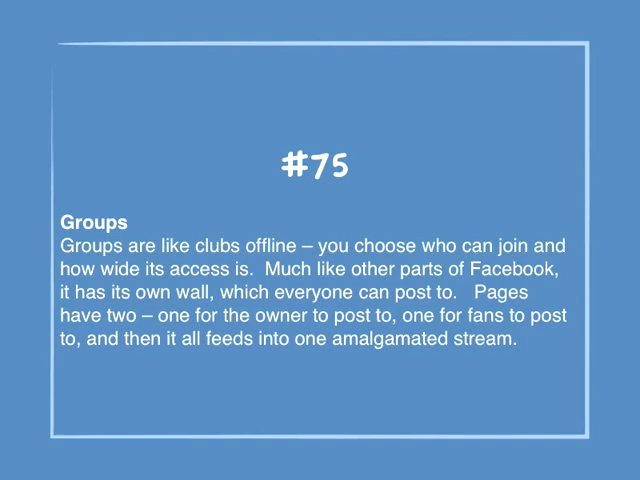 #75
Groups
Groups are like clubs offline – you choose who can join and
how wide its access is.  Much like other parts of Facebook,
it has its own wall, which everyone can post to.   Pages
have two – one for the owner to post to, one for fans to post
to, and then it all feeds into one amalgamated stream.